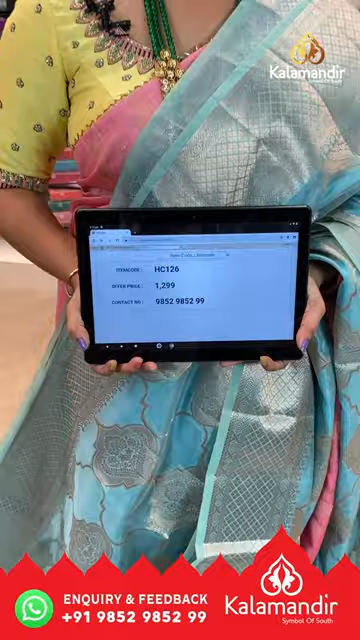 Kalamandir
Symbol Of South
ITEMCODE : HC126
OFFER PRICE : 1,299
CONTACT NO : 9852 9852 99
ENQUIRY & FEEDBACK
+91 9852 9852 99
Kalamandir
Symbol Of South